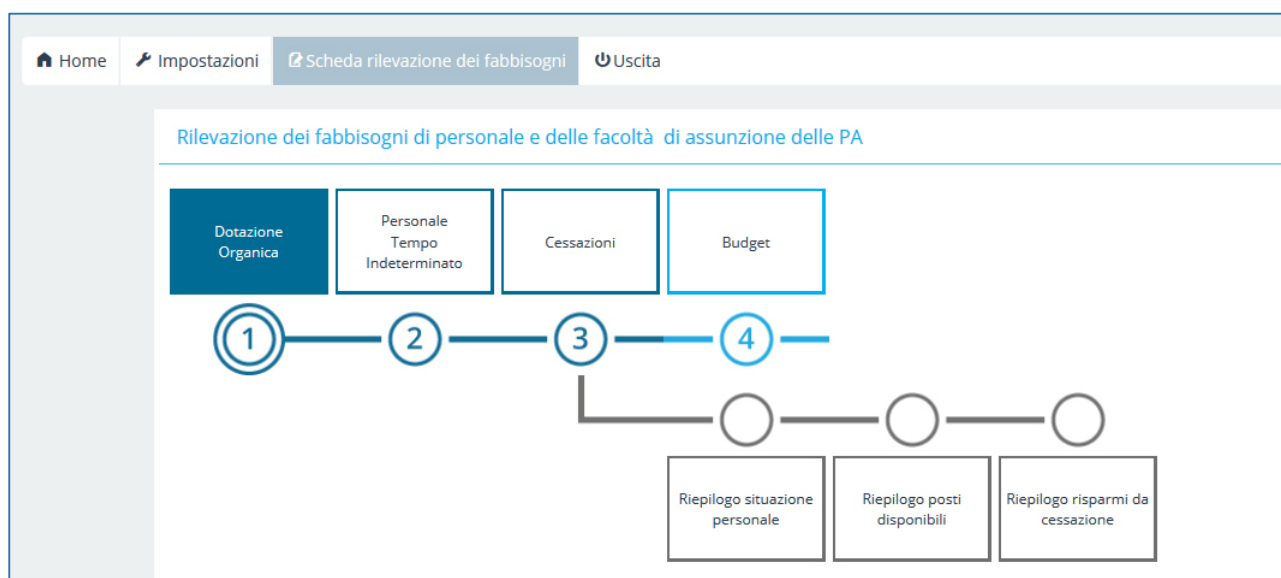 Home Impostazioni Scheda rilevazione dei fabbisogni Uscita
Rilevazione dei fabbisogni di personale e delle facoltà di assunzione delle PA
Dotazione
Organica
Personale
Tempo
Indeterminato
Cessazioni
Budget
1 2 3 4
Riepilogo situazione
personale
Riepilogo posti
disponibili
Riepilogo risparmi da
cessazione